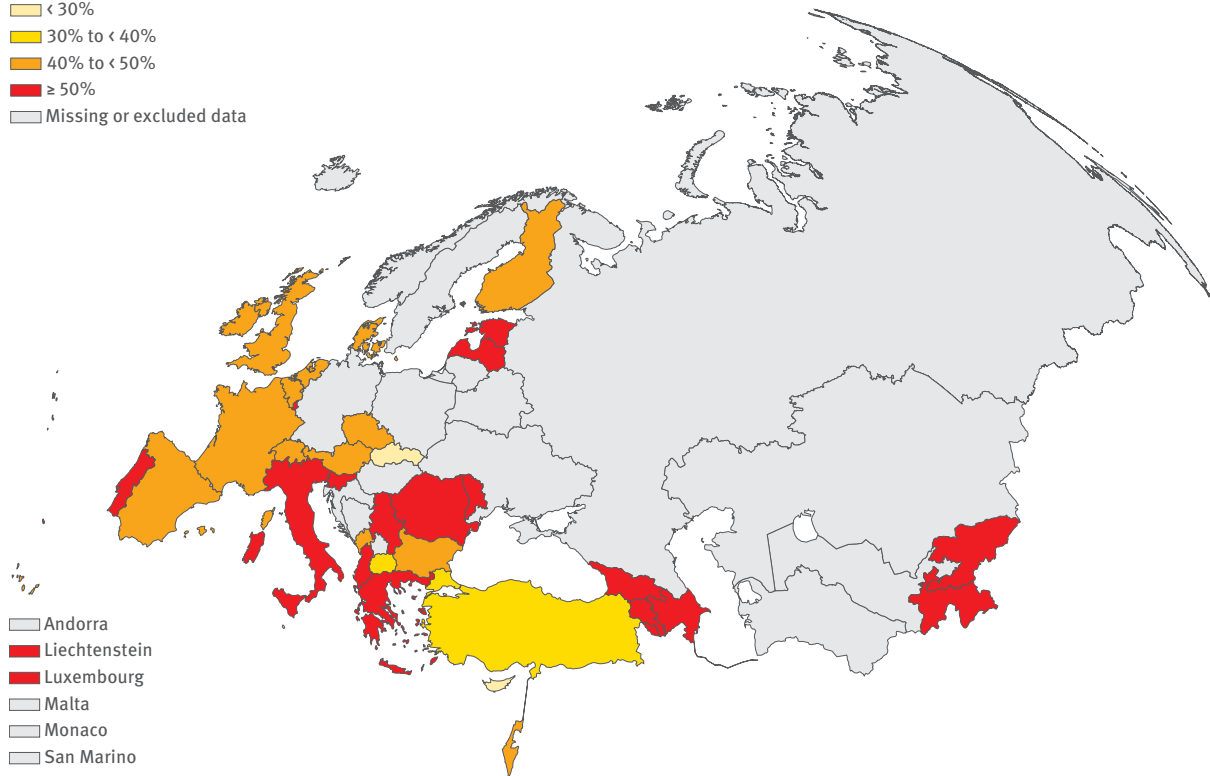 < 30%
30% to < 40%
40% to < 50%
≥ 50%
Missing or excluded data
Andorra
Liechtenstein
Luxembourg
Malta
Monaco
San Marino